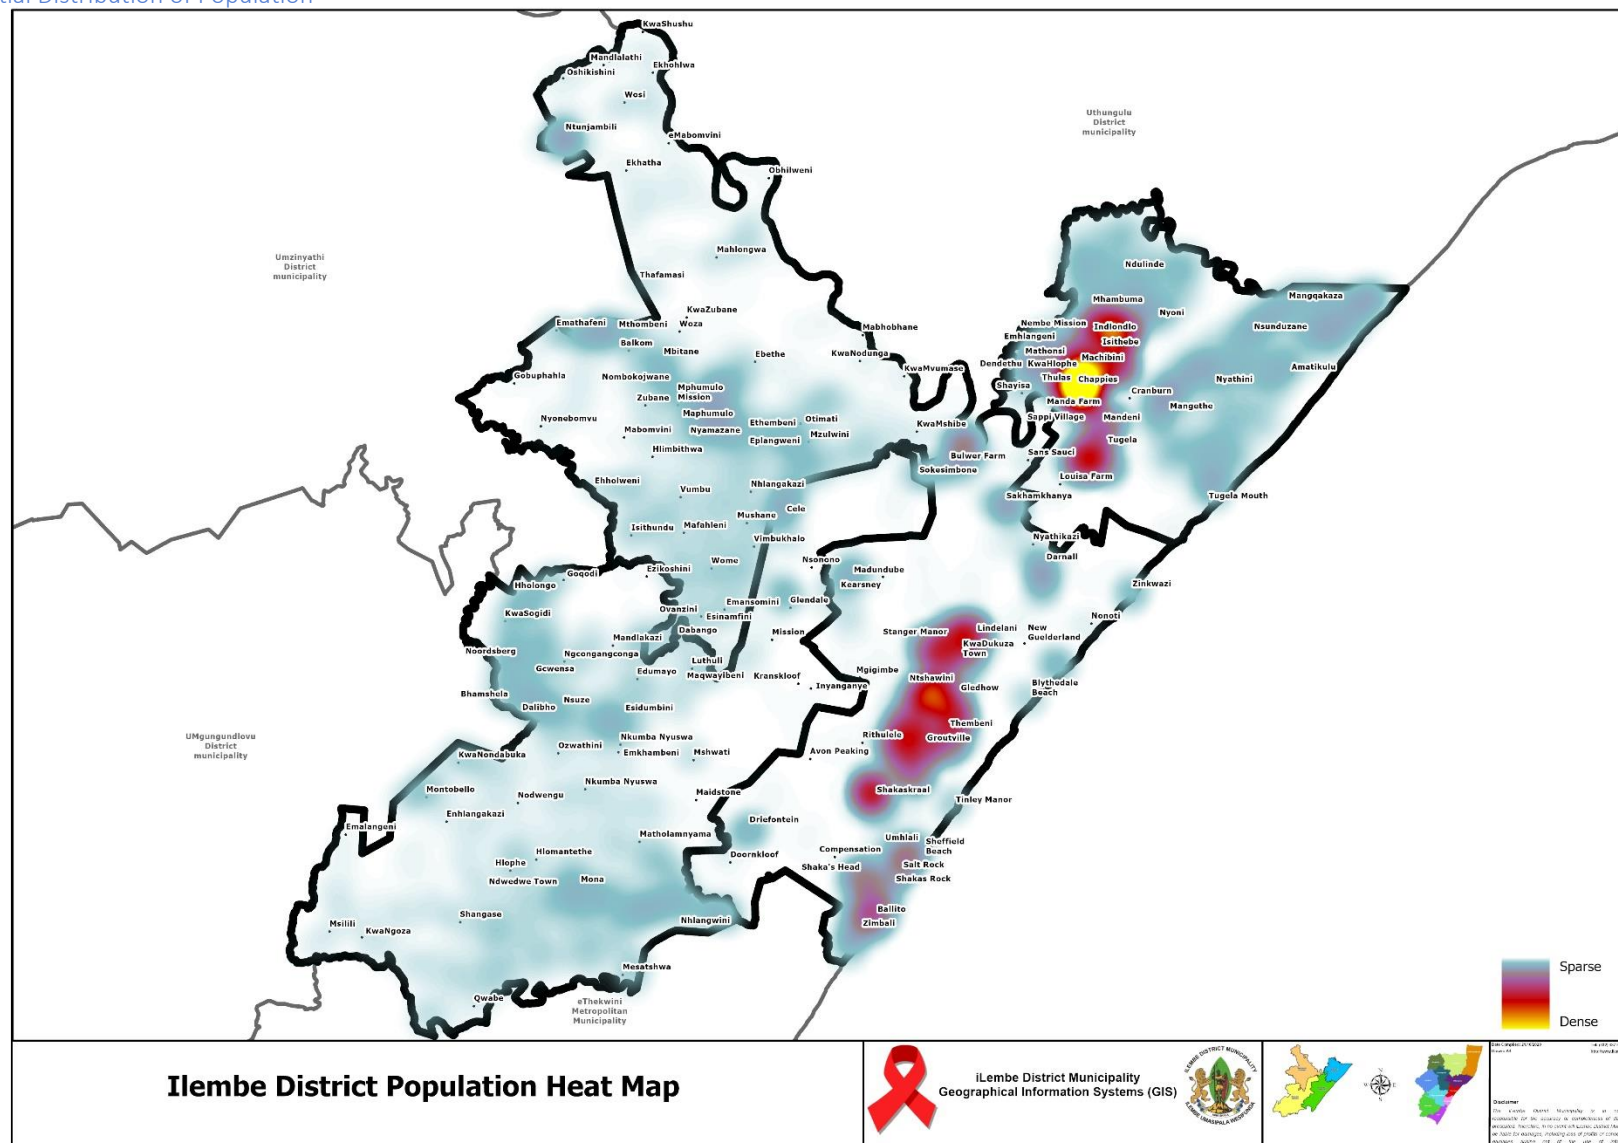 tial Distribution of Population
KwaShushu
Mandlalathi
Oshikishini
Ekhohlwa
Wosi
Uthungulu
District
municipality
Ntunjambili
eMabomvini
Ekhatha
Obhilweni
Umzinyathi
District
municipality
Mahlongwa
Ndulinde
Thafamasi
Mangqakaza
Mhambuma
KwaZubane
Nyoni
Emathafeni
Mthombeni
Woza
Mabhobhane
Nembe Mission
Indlondlo
Nsunduzane
Emhlangeni
Balkom
Isithebe
Mbitane
Ebethe
KwaNodunga
Mathonsi
Machibini
Dendethu
KwaHlophe
Amatikulu
KwaMvumase
Gobuphahla
Nombokojwane
Thulas
Chappies
Nyathini
Shayisa
Mphumulo
Mission
Cranburn
Zubane
Manda Farm
Mangethe
Maphumulo
Nyonebomvu
Ethembeni
Otimati
Sappi Village
Mandeni
KwaMshibe
Mabomvini
Nyamazane
Mzulwini
Eplangweni
Tugela
Hlimbithwa
Bulwer Farm
Sans Sauci
Sokesimbone
Louisa Farm
Ehholweni
Nhlangakazi
Vumbu
Sakhamkhanya
Tugela Mouth
Cele
Mushane
Isithundu
Mafahleni
Vimbukhalo
Nyathikazi
Darnall
Wome
Nsonono
Goqodi
Ezikoshini
Madundube
Hholongo
Kearsney
Zinkwazi
Emansomini
Glendale
Ovanzini
KwaSogidi
Esinamfini
Nonoti
Dabango
Mission
Stanger Manor
Lindelani
New
Guelderland
Mandlakazi
KwaDukuza
Town
Noordsberg
Ngcongangconga
Luthuli
Gcwensa
Edumayo
Maqwayibeni
Kranskloof
Mgigimbe
Ntshawini
Inyanganye
Gledhow
Blythedale
Beach
Bhamshela
Nsuze
Dalibho
Esidumbini
Thembeni
Rithulele
Groutville
UMgungundlovu
District
municipality
Nkumba Nyuswa
Ozwathini
Emkhambeni
Mshwati
Avon Peaking
KwaNondabuka
Nkumba Nyuswa
Montobello
Nodwengu
Maidstone
Shakaskraal
Tinley Manor
Enhlangakazi
Driefontein
Emalangeni
Matholamnyama
Umhlali
Sheffield
Beach
Compensation
Hlomantethe
Doornkloof
Hlophe
Shaka's Head
Salt Rock
Ndwedwe Town
Mona
Shakas Rock
Ballito
Shangase
Nhlangwini
Zimbali
Msilili
KwaNgoza
Mesatshwa
Sparse
Qwabe
eThekwini
Metropolitan
Municipality
Dense
Ilembe District Population Heat Map
iLembe District Municipality
Geographical Information Systems (GIS)
ILEMBE DISTRICT MUNICIPALITY
Disclaimer